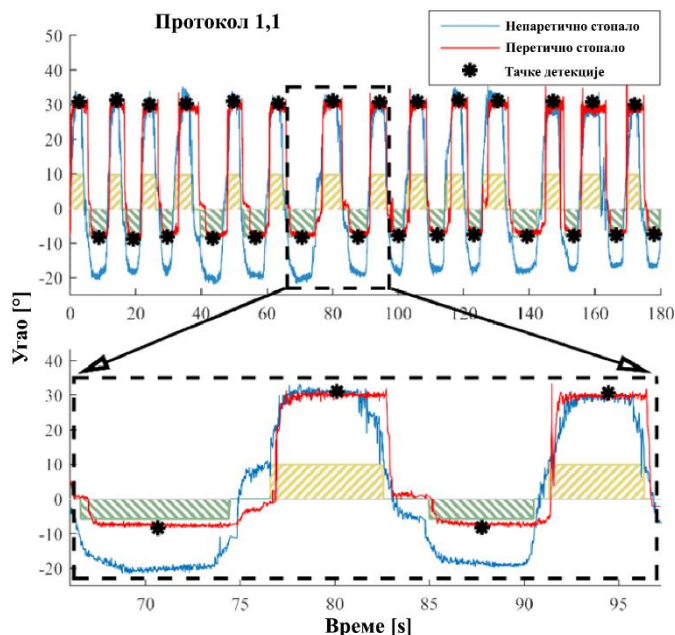 Протокол 1,1
Непаретично стопало
Перетично стопало
Тачке детекције
50
40
30
20
10
0
-10
-20
0 20 40 60 80 100 120 140 160 180
Угао [°]
40
30
20
10
0
-10
-20
70 75 80 85 90 95
Време [s]